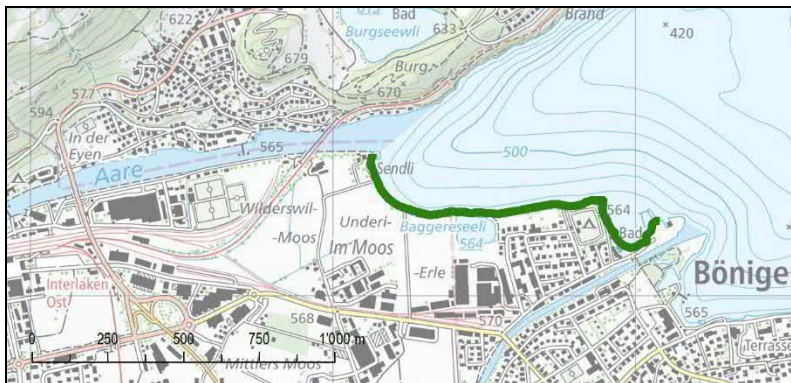 622
Bad
Burgseewli
633
Brand
420
679
Burg
577
670
594
In der
Eyen
565
Aare
Sendli
500
Wilderswil-
-Moos
Underi-
Im Moos
Baggereseeli
564
-Erle
564
Bad
Bönige
Interlaken
Ost
568
570
565
Terrasse
0 250 500 750 1'000 m
Mittlers Moos